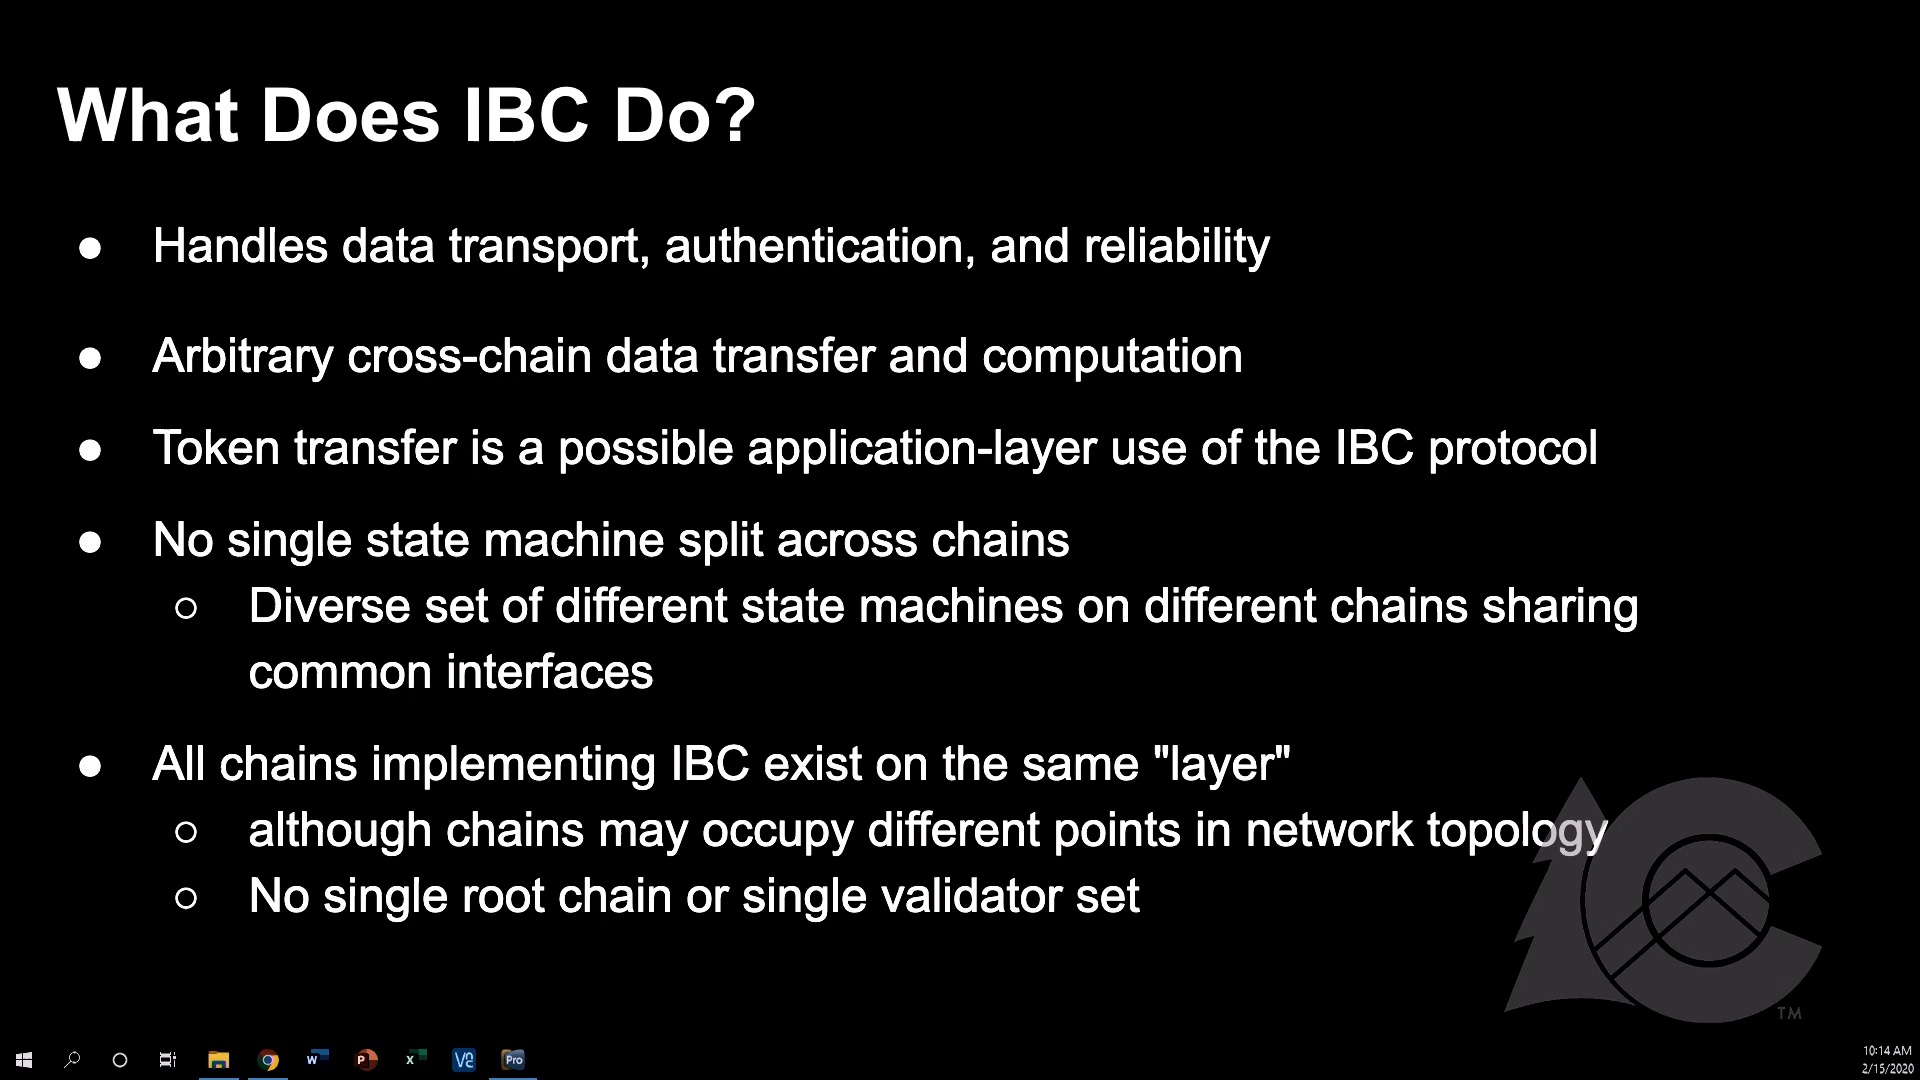 What Does IBC Do?
● Handles data transport, authentication, and reliability
● Arbitrary cross-chain data transfer and computation
● Token transfer is a possible application-layer use of the IBC protocol
● No single state machine split across chains
○ Diverse set of different state machines on different chains sharing
common interfaces
● All chains implementing IBC exist on the same "layer"
○ although chains may occupy different points in network topology
○ No single root chain or single validator set
TM
W
P
X
V2
Pro
10:14 AM
2/15/2020